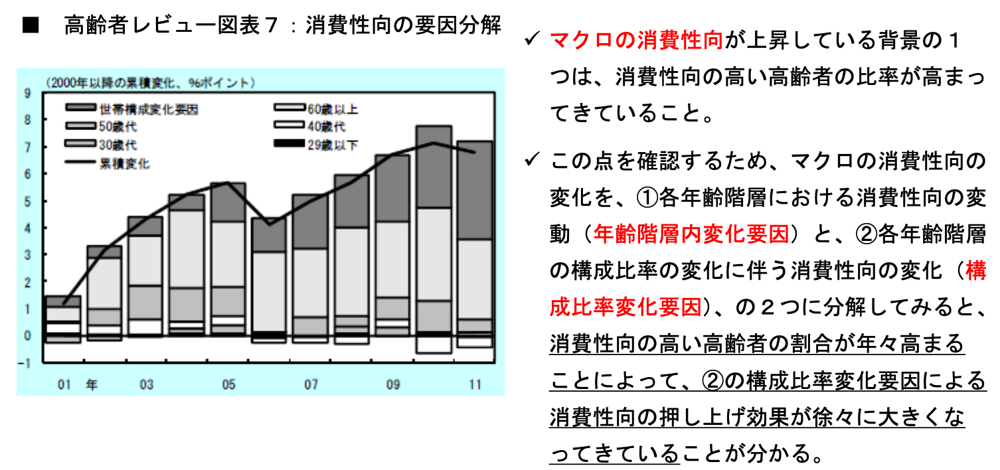 ■ 高齢者レビュー図表7：消費性向の要因分解
（2000年以降の累積変化、%ポイント）
世帯構成変化要因
60歳以上
50歳代
40歳代
30歳代
29歳以下
累積変化
9
8
7
6
5
4
3
2
1
0
-1
01 年 03 05 07 09 11
✓ マクロの消費性向が上昇している背景の１
つは、消費性向の高い高齢者の比率が高まっ
てきていること。
✓ この点を確認するため、マクロの消費性向の
変化を、①各年齢階層における消費性向の変
動（年齢階層内変化要因）と、②各年齢階層
の構成比率の変化に伴う消費性向の変化（構
成比率変化要因）、の２つに分解してみると、
消費性向の高い高齢者の割合が年々高まる
ことによって、②の構成比率変化要因による
消費性向の押し上げ効果が徐々に大きくな
ってきていることが分かる。